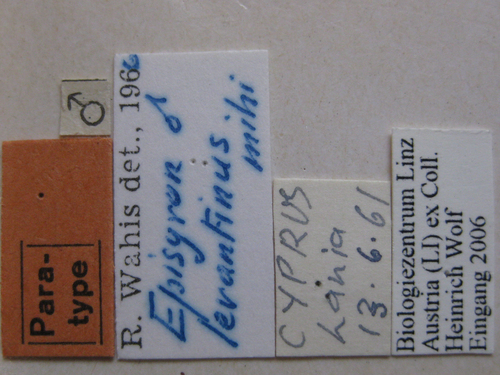 Para-
type
♂
R. Wahis det., 1966
Episyron ♂
levantinus
mihi
CYPRUS
Lania
13.6.61
Biologiezentrum Linz
Austria (LI) ex Coll.
Heinrich Wolf
Eingang 2006